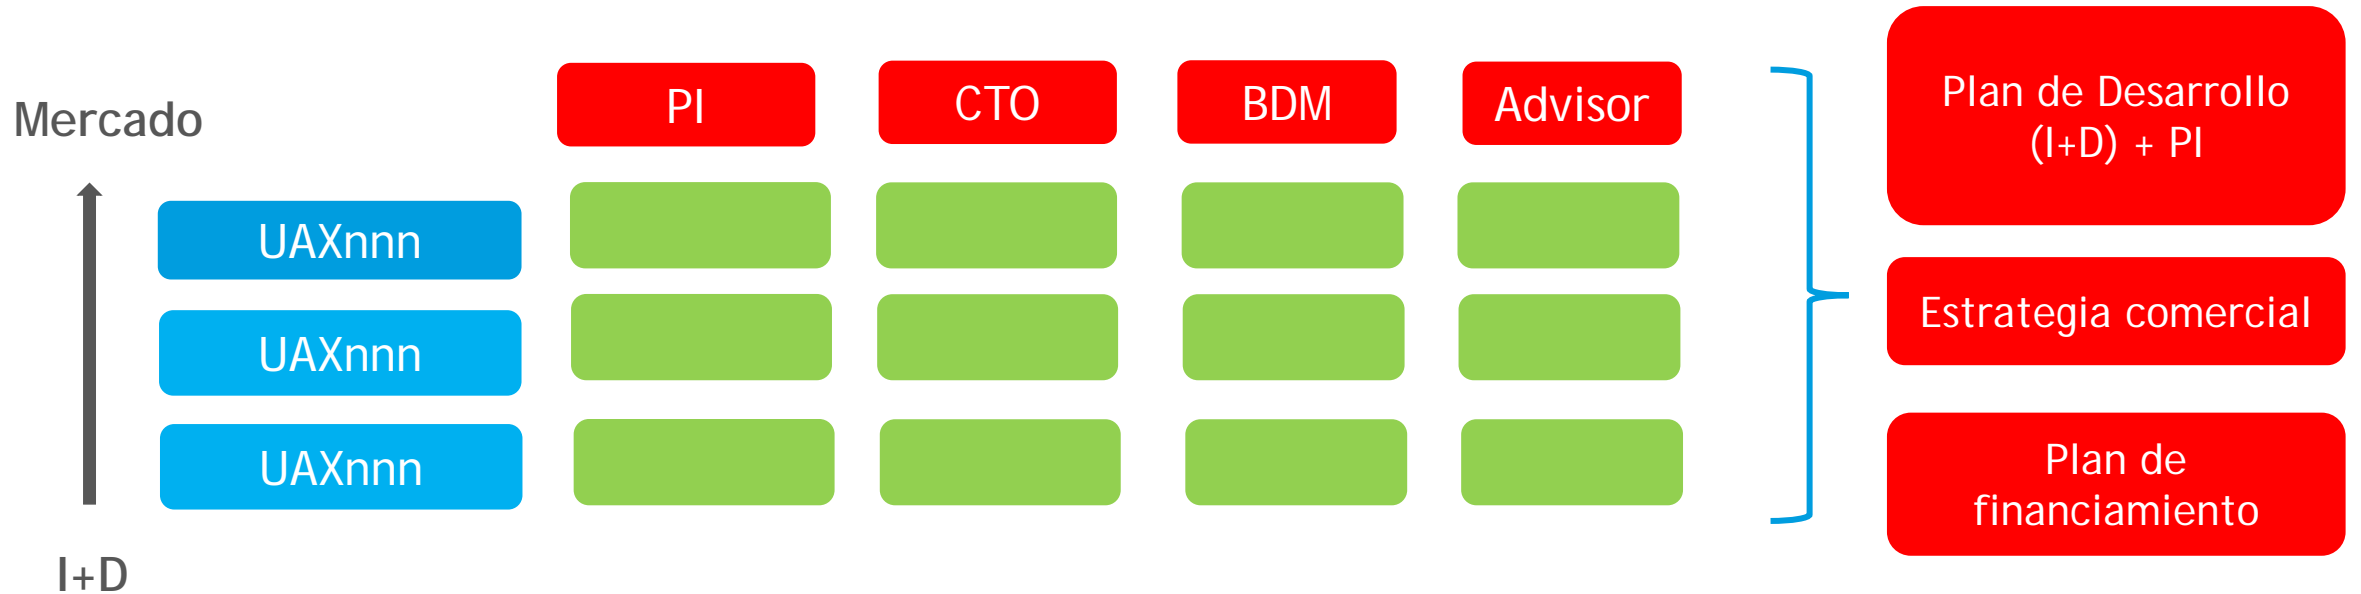 Mercado
PI
CTO
BDM
Advisor
UAXnnn
UAXnnn
UAXnnn
I+D
Plan de Desarrollo
(I+D) + PI
Estrategia comercial
Plan de
financiamiento